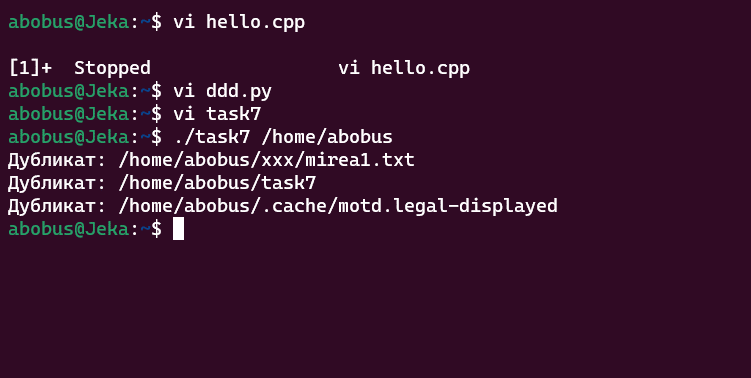 abobus@Jeka:~$ vi hello.cpp
[1]+  Stopped                 vi hello.cpp
abobus@Jeka:~$ vi ddd.py
abobus@Jeka:~$ vi task7
abobus@Jeka:~$ ./task7 /home/abobus
Дубликат: /home/abobus/xxx/mirea1.txt
Дубликат: /home/abobus/task7
Дубликат: /home/abobus/.cache/motd.legal-displayed
abobus@Jeka:~$